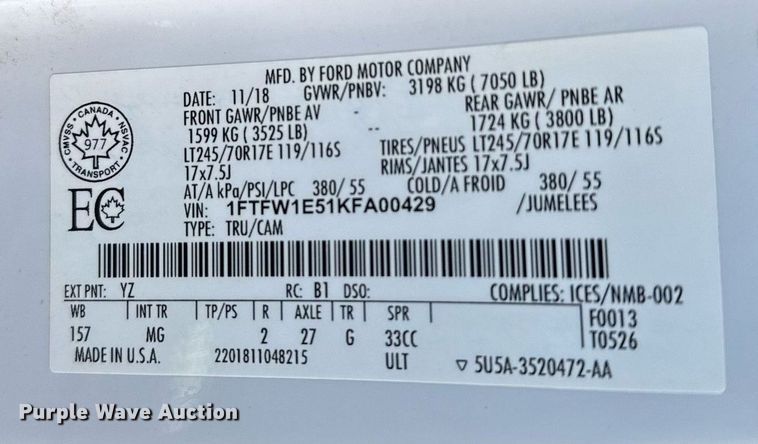 MFD. BY FORD MOTOR COMPANY
DATE: 11/18 GVWR/PNBV: 3198 KG ( 7050 LB)
FRONT GAWR/PNBE AV REAR GAWR/ PNBE AR
1599 KG ( 3525 LB) 1724 KG ( 3800 LB)
LT245/70R17E 119/116S TIRES/PNEUS LT245/70R17E 119/116S
17x7.5J RIMS/JANTES 17x7.5J
AT/A kPa/PSI/LPC 380/ 55 COLD/A FROID 380/ 55
VIN: 1FTFW1E51KFA00429 /JUMELEES
TYPE: TRU/CAM
CANADA
CMVSS NSVAC
977
TRANSPORT
EC
EXT PNT: YZ RC: B1 DSO: COMPLIES: ICES/NMB-002
WB INT TR TP/PS R AXLE TR SPR F0013
157 MG 2 27 G 33CC T0526
MADE IN U.S.A. 2201811048215 ULT ▽ 5U5A-3520472-AA
Purple Wave Auction